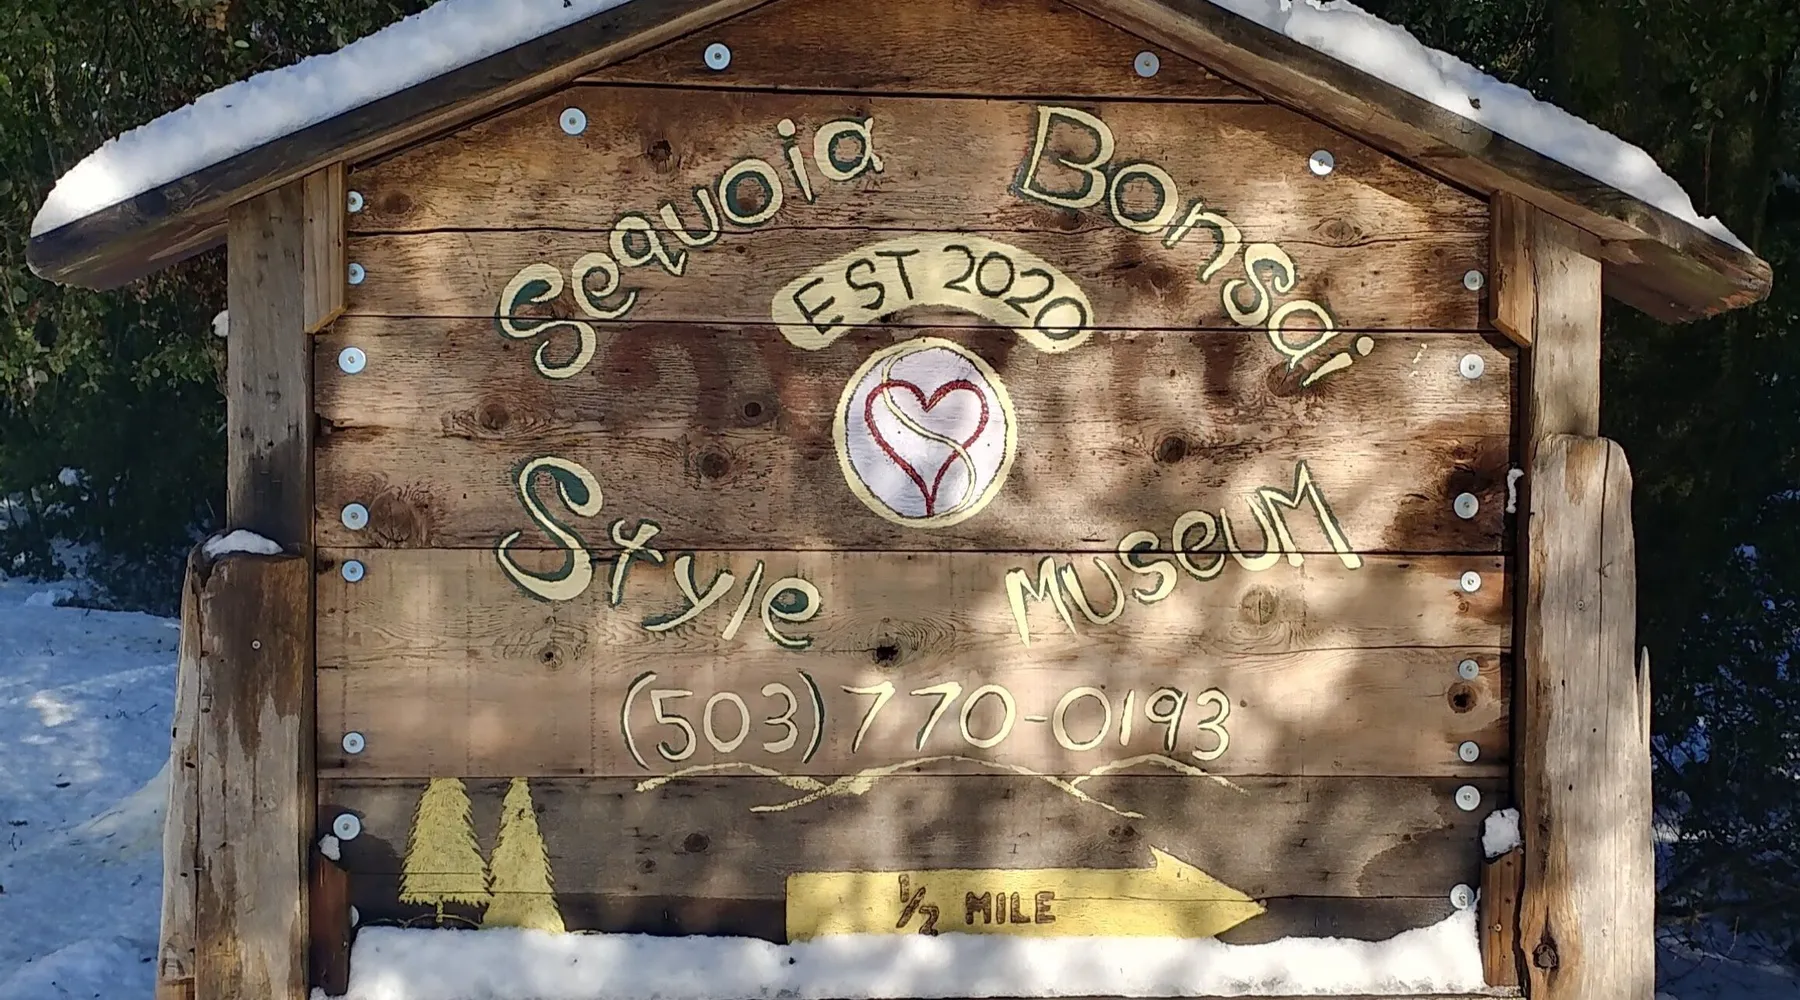 Sequoia Bonsai
EST 2020
Style MUSEUM
(503) 770-0193
1/2 MILE